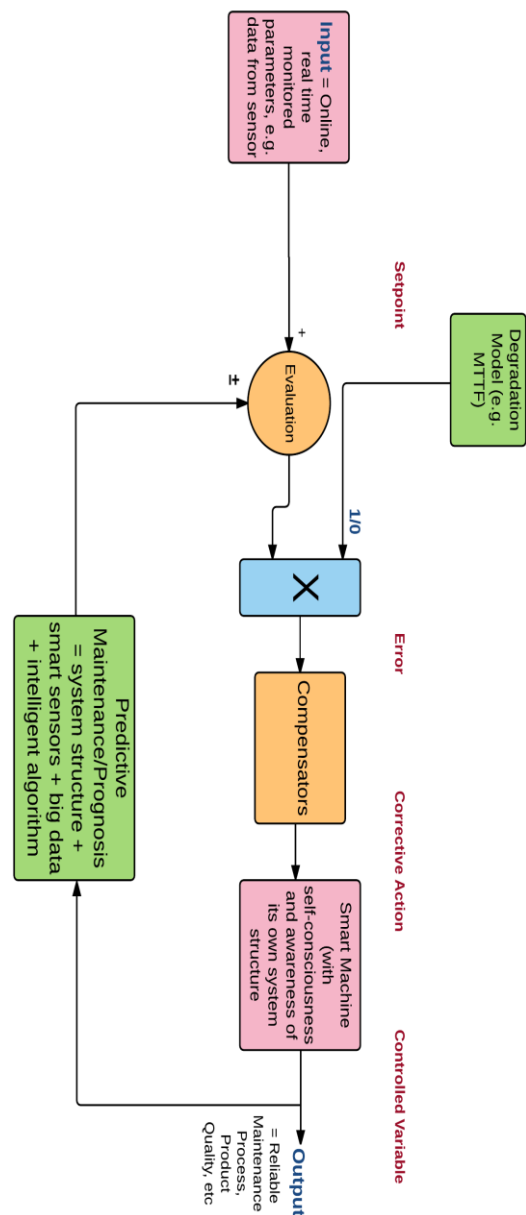 Degradation
Model (e.g.
MTTF)
Setpoint
Error
Corrective Action
Controlled Variable
Input = Online,
real time
monitored
parameters, e.g.
data from sensor
+
Evaluation
±
1/0
X
Compensators
Smart Machine
(with
self-consciousness
and awareness of
its own system
structure
Output
= Reliable
Maintenance
Process,
Product
Quality, etc
Predictive
Maintenance/Prognosis
= system structure +
smart sensors + big data
+ intelligent algorithm